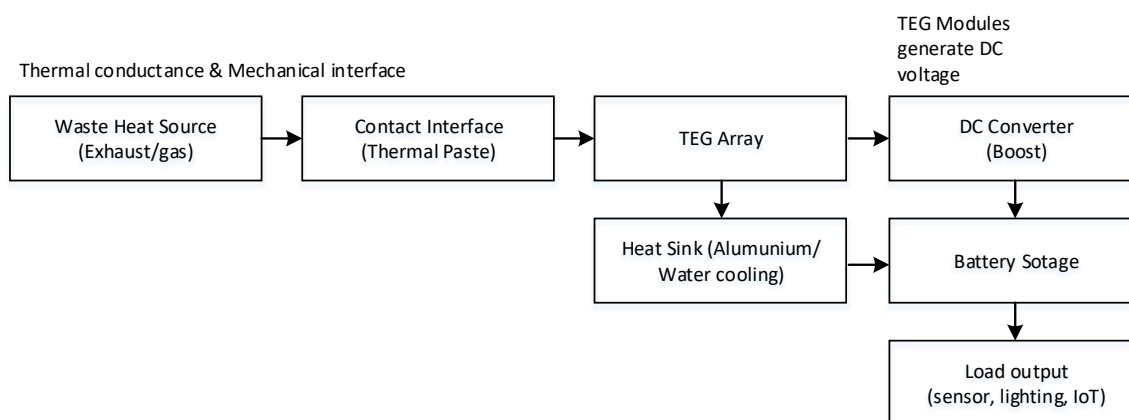 TEG Modules
generate DC
voltage
Thermal conductance & Mechanical interface
Waste Heat Source
(Exhaust/gas)
Contact Interface
(Thermal Paste)
TEG Array
DC Converter
(Boost)
Heat Sink (Alumunium/
Water cooling)
Battery Sotage
Load output
(sensor, lighting, IoT)